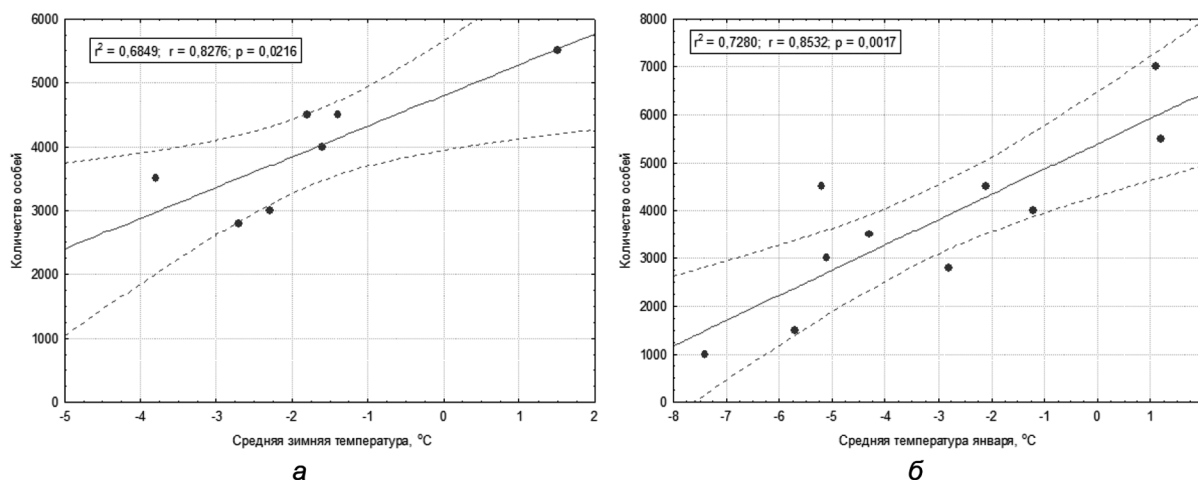 6000
5000
4000
3000
2000
1000
0
r² = 0,6849; r = 0,8276; p = 0,0216
Количество особей
-5 -4 -3 -2 -1 0 1 2
Средняя зимняя температура, °С
а
8000
7000
6000
5000
4000
3000
2000
1000
0
r² = 0,7280; r = 0,8532; p = 0,0017
Количество особей
-8 -7 -6 -5 -4 -3 -2 -1 0 1
Средняя температура января, °С
б